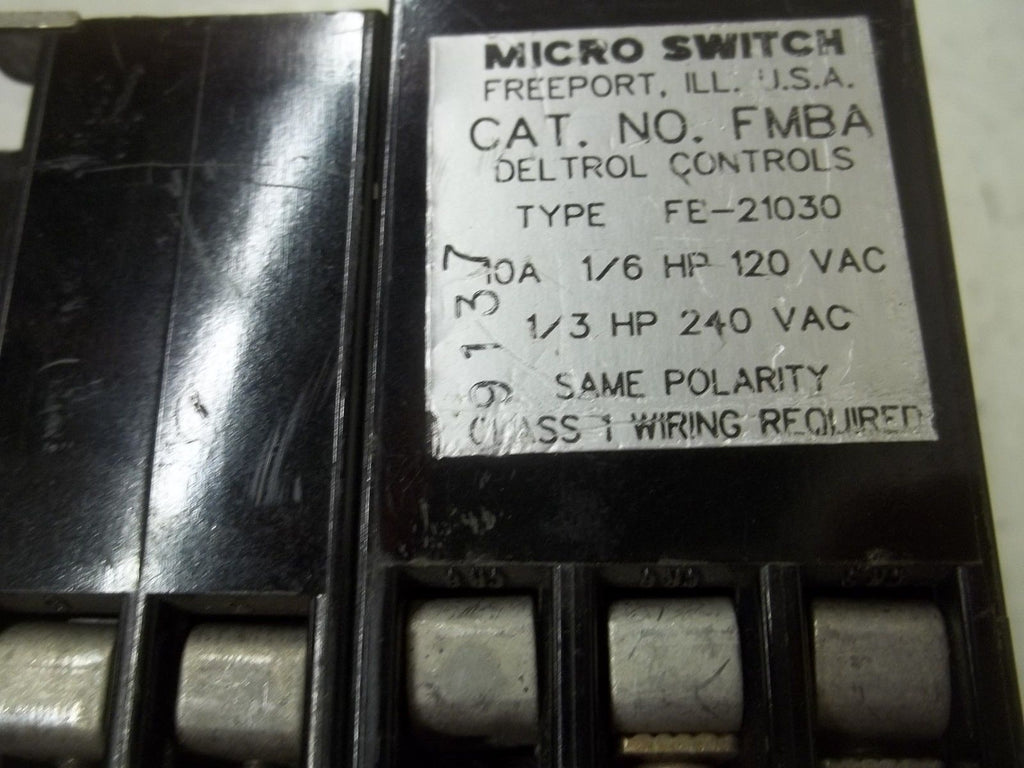 MICRO SWITCH
FREEPORT, ILL. U.S.A.
CAT. NO. FMBA
DELTROL CONTROLS
TYPE FE-21030
10A 1/6 HP 120 VAC
1/3 HP 240 VAC
SAME POLARITY
CLASS 1 WIRING REQUIRED
9137